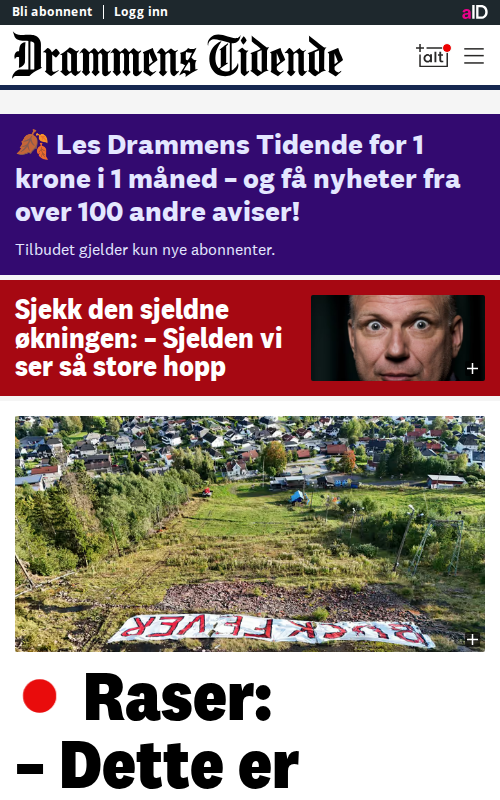 Bli abonnent | Logg inn
aID
Drammens Tidende
+alt
Les Drammens Tidende for 1
krone i 1 måned – og få nyheter fra
over 100 andre aviser!
Tilbudet gjelder kun nye abonnenter.
Sjekk den sjeldne
økningen: – Sjelden vi
ser så store hopp
+
BUCK FEVER
+
Raser:
– Dette er